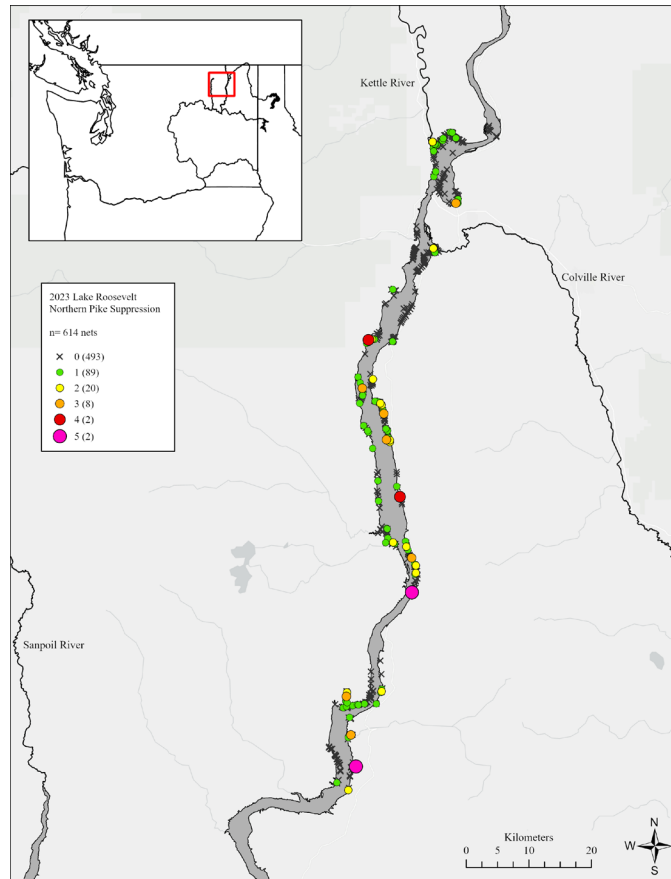 Kettle River
Colville River
2023 Lake Roosevelt
Northern Pike Suppression
n= 614 nets
0 (493)
1 (89)
2 (20)
3 (8)
4 (2)
5 (2)
Sanpoil River
Kilometers
0 5 10 20
N
W E
S